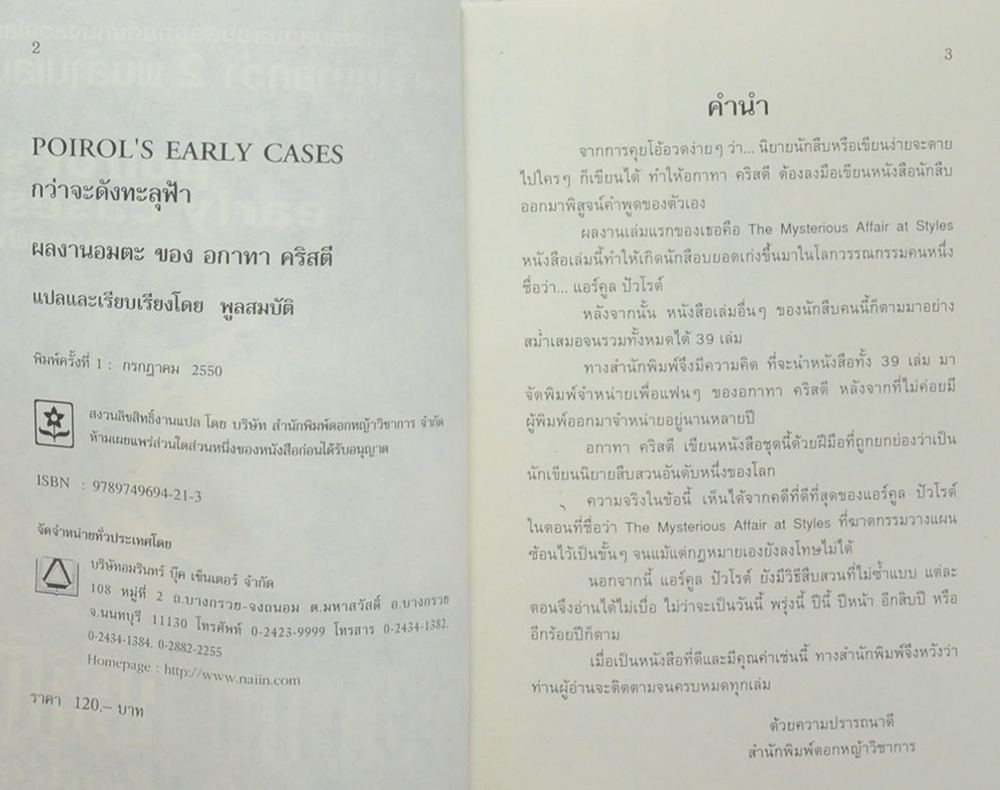 2
POIROL'S EARLY CASES
กว่าจะดังทะลุฟ้า
ผลงานอมตะ ของ อกาทา คริสตี
แปลและเรียบเรียงโดย พูลสมบัติ
พิมพ์ครั้งที่ 1 : กรกฎาคม 2550
สงวนลิขสิทธิ์งานแปล โดย บริษัท สำนักพิมพ์ดอกหญ้าวิชาการ จำกัด
ห้ามเผยแพร่ส่วนใดส่วนหนึ่งของหนังสือก่อนได้รับอนุญาต
ISBN : 9789749694-21-3
จัดจำหน่ายทั่วประเทศโดย
บริษัทอมรินทร์ บุ๊ค เซ็นเตอร์ จำกัด
108 หมู่ที่ 2 ถ.บางกรวย-จงถนอม ต.มหาสวัสดิ์ อ.บางกรวย
จ.นนทบุรี 11130 โทรศัพท์ 0-2423-9999 โทรสาร 0-2434-1382,
0-2434-1384, 0-2882-2255
Homepage : http://www.naiin.com
ราคา 120.– บาท
3
คำนำ
จากการคุยโอ้อวดง่ายๆ ว่า... นิยายนักสืบหรือเขียนง่ายจะตาย
ไปใครๆ ก็เขียนได้ ทำให้อกาทา คริสตี ต้องลงมือเขียนหนังสือนักสืบ
ออกมาพิสูจน์คำพูดของตัวเอง
ผลงานเล่มแรกของเธอคือ The Mysterious Affair at Styles
หนังสือเล่มนี้ทำให้เกิดนักสืบยอดเก่งขึ้นมาในโลกวรรณกรรมคนหนึ่ง
ชื่อว่า... แอร์คูล ปัวโรต์
หลังจากนั้น หนังสือเล่มอื่นๆ ของนักสืบคนนี้ก็ตามมาอย่าง
สม่ำเสมอจนรวมทั้งหมดได้ 39 เล่ม
ทางสำนักพิมพ์จึงมีความคิด ที่จะนำหนังสือทั้ง 39 เล่ม มา
จัดพิมพ์จำหน่ายเพื่อแฟนๆ ของอกาทา คริสตี หลังจากที่ไม่ค่อยมี
ผู้พิมพ์ออกมาจำหน่ายอยู่นานหลายปี
อกาทา คริสตี เขียนหนังสือชุดนี้ด้วยฝีมือที่ถูกยกย่องว่าเป็น
นักเขียนนิยายสืบสวนอันดับหนึ่งของโลก
ความจริงในข้อนี้ เห็นได้จากคดีที่ดีที่สุดของแอร์คูล ปัวโรต์
ในตอนที่ชื่อว่า The Mysterious Affair at Styles ที่ฆาตกรรมวางแผน
ซ้อนไว้เป็นชั้นๆ จนแม้แต่กฎหมายเองยังลงโทษไม่ได้
นอกจากนี้ แอร์คูล ปัวโรต์ ยังมีวิธีสืบสวนที่ไม่ซ้ำแบบ แต่ละ
ตอนจึงอ่านได้ไม่เบื่อ ไม่ว่าจะเป็นวันนี้ พรุ่งนี้ ปีนี้ ปีหน้า อีกสิบปี หรือ
อีกร้อยปีก็ตาม
เมื่อเป็นหนังสือที่ดีและมีคุณค่าเช่นนี้ ทางสำนักพิมพ์จึงหวังว่า
ท่านผู้อ่านจะติดตามจนครบหมดทุกเล่ม
ด้วยความปรารถนาดี
สำนักพิมพ์ดอกหญ้าวิชาการ